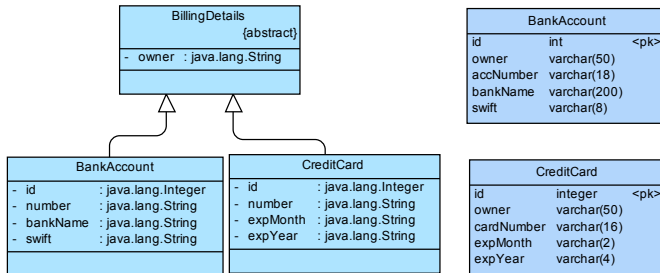 BillingDetails
{abstract}
- owner : java.lang.String
BankAccount
- id : java.lang.Integer
- number : java.lang.String
- bankName : java.lang.String
- swift : java.lang.String
CreditCard
- id : java.lang.Integer
- number : java.lang.String
- expMonth : java.lang.String
- expYear : java.lang.String
BankAccount
id int <pk>
owner varchar(50)
accNumber varchar(18)
bankName varchar(200)
swift varchar(8)
CreditCard
id integer <pk>
owner varchar(50)
cardNumber varchar(16)
expMonth varchar(2)
expYear varchar(4)